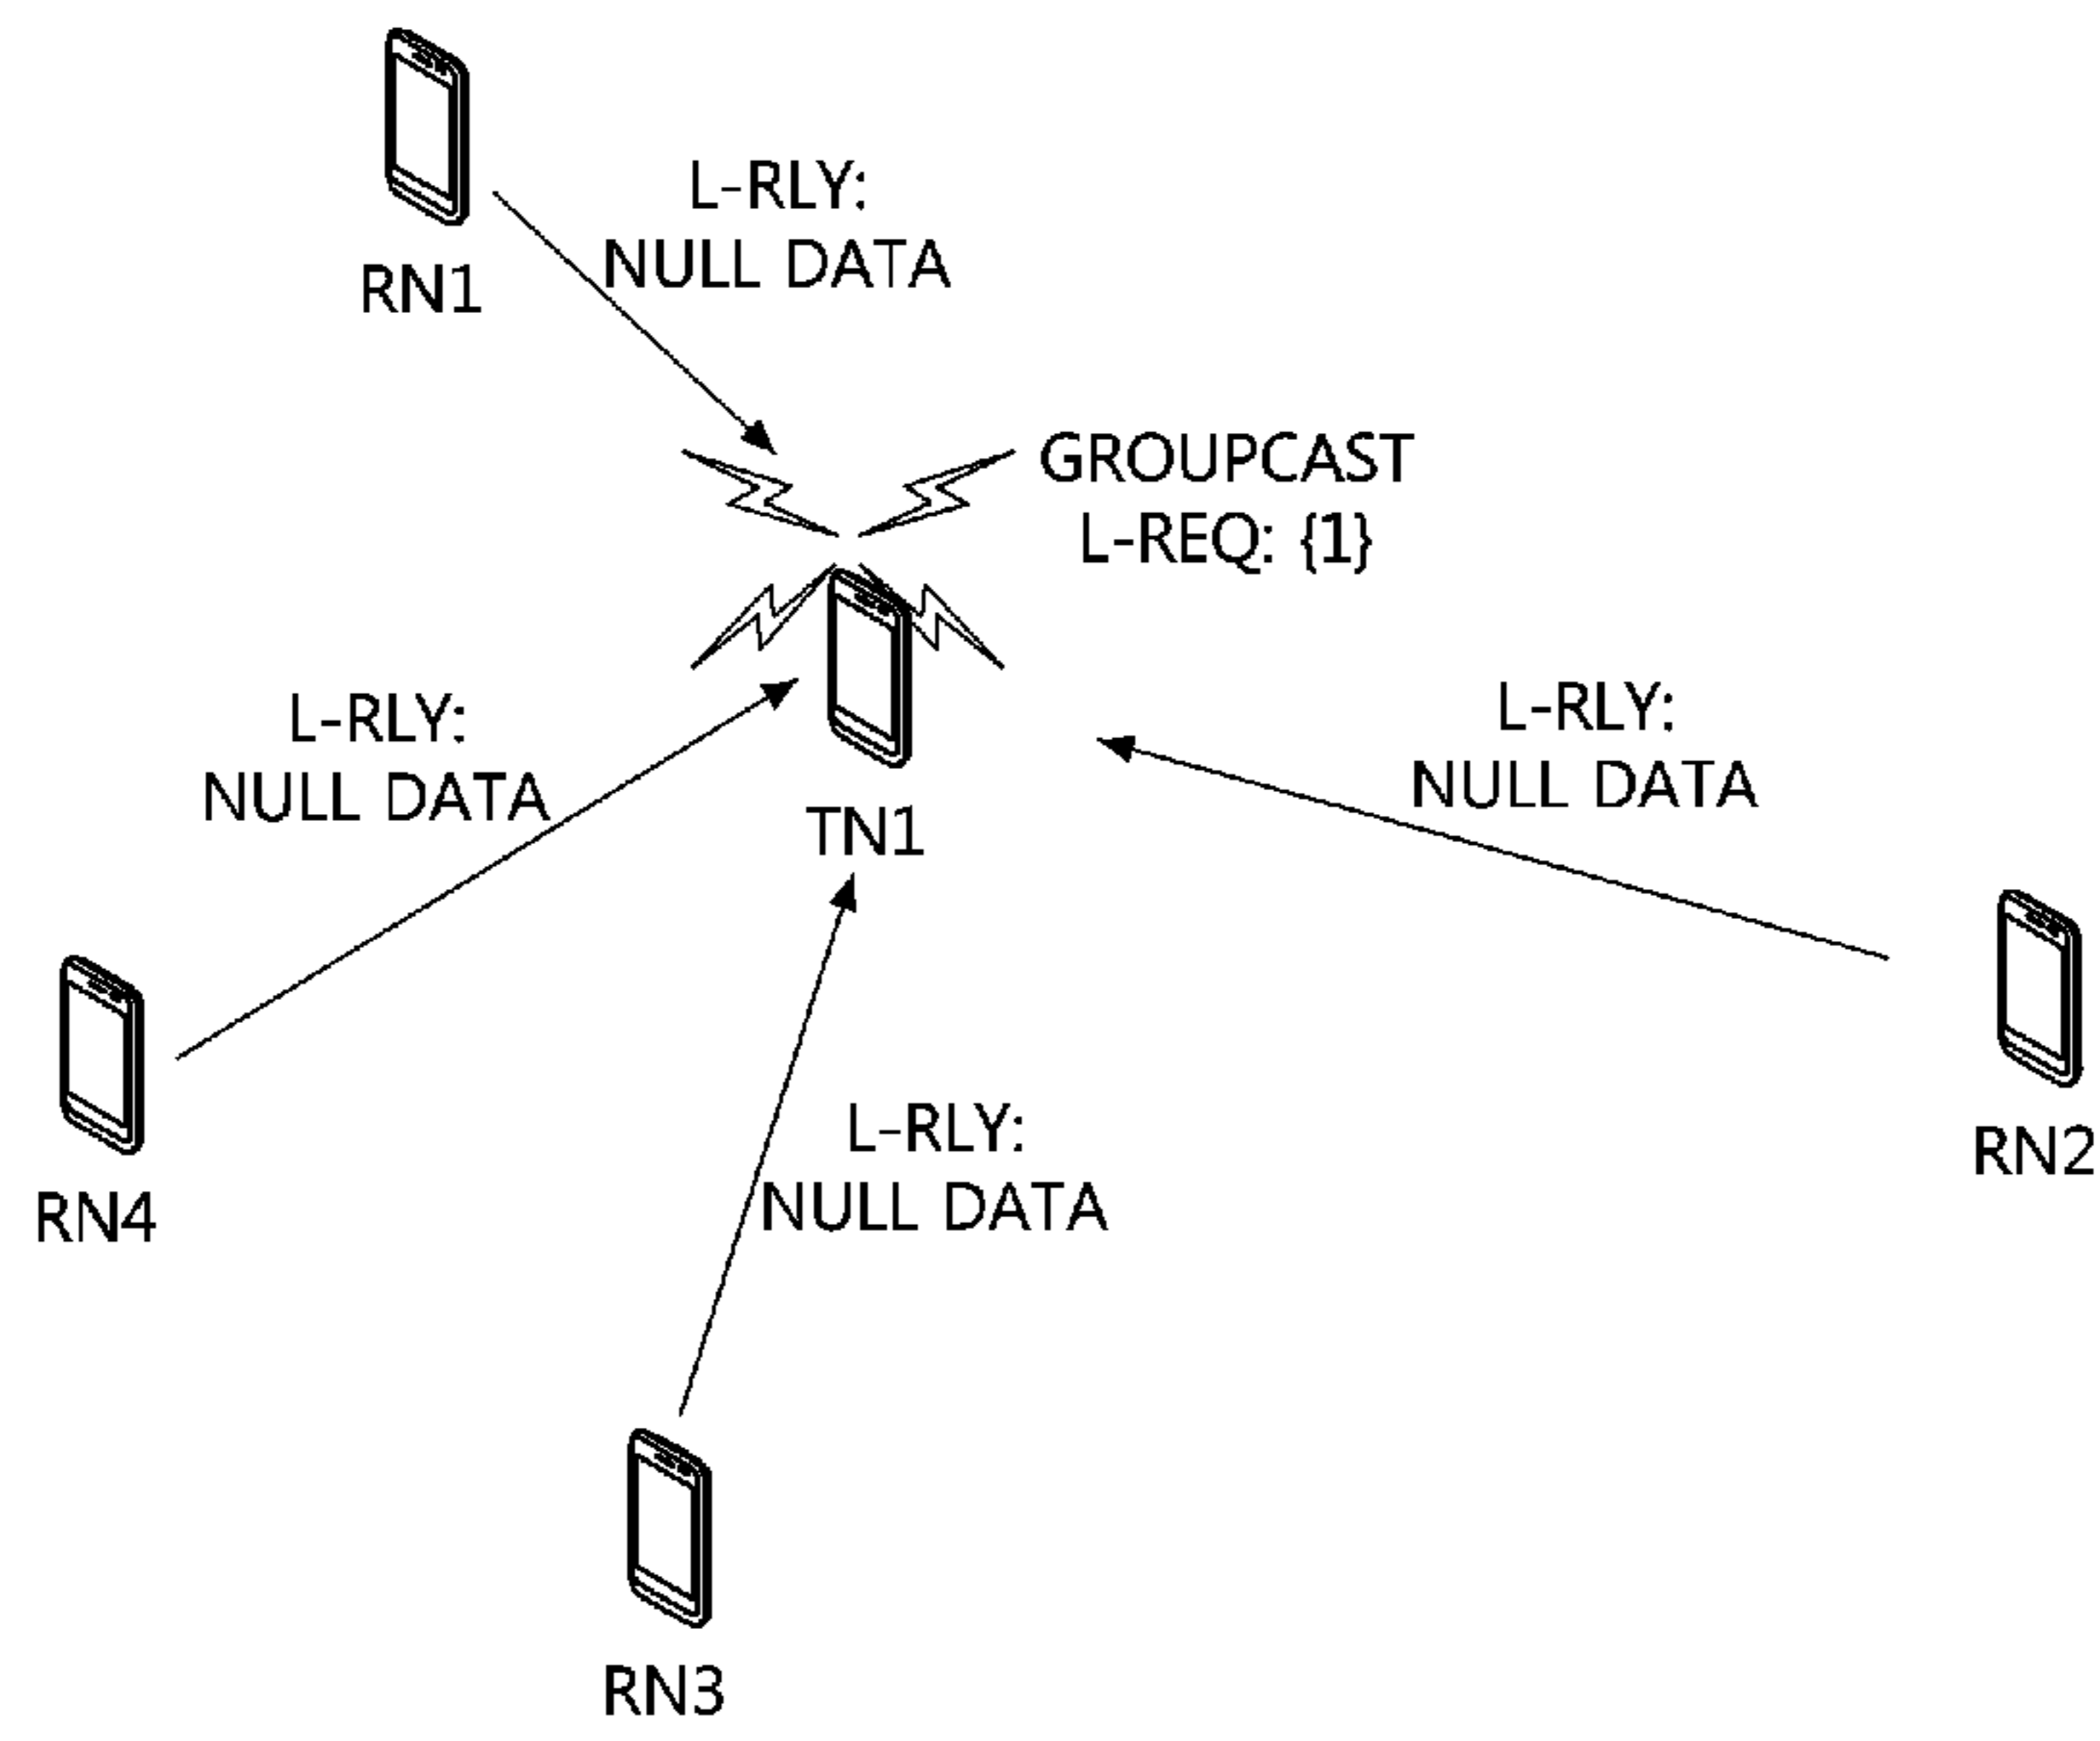 L-RLY:
NULL DATA
RN1
GROUPCAST
L-REQ: {1}
L-RLY:
NULL DATA
L-RLY:
NULL DATA
TN1
L-RLY:
NULL DATA
RN2
RN4
RN3